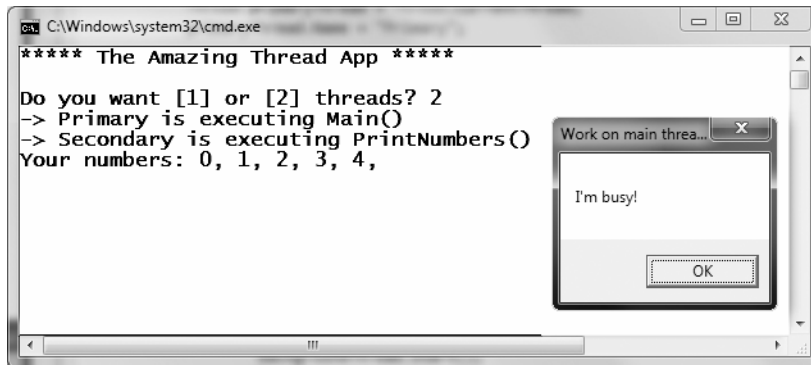 C:\Windows\system32\cmd.exe
***** The Amazing Thread App *****
Do you want [1] or [2] threads? 2
-> Primary is executing Main()
-> Secondary is executing PrintNumbers()
Your numbers: 0, 1, 2, 3, 4,
Work on main threa...
I'm busy!
OK